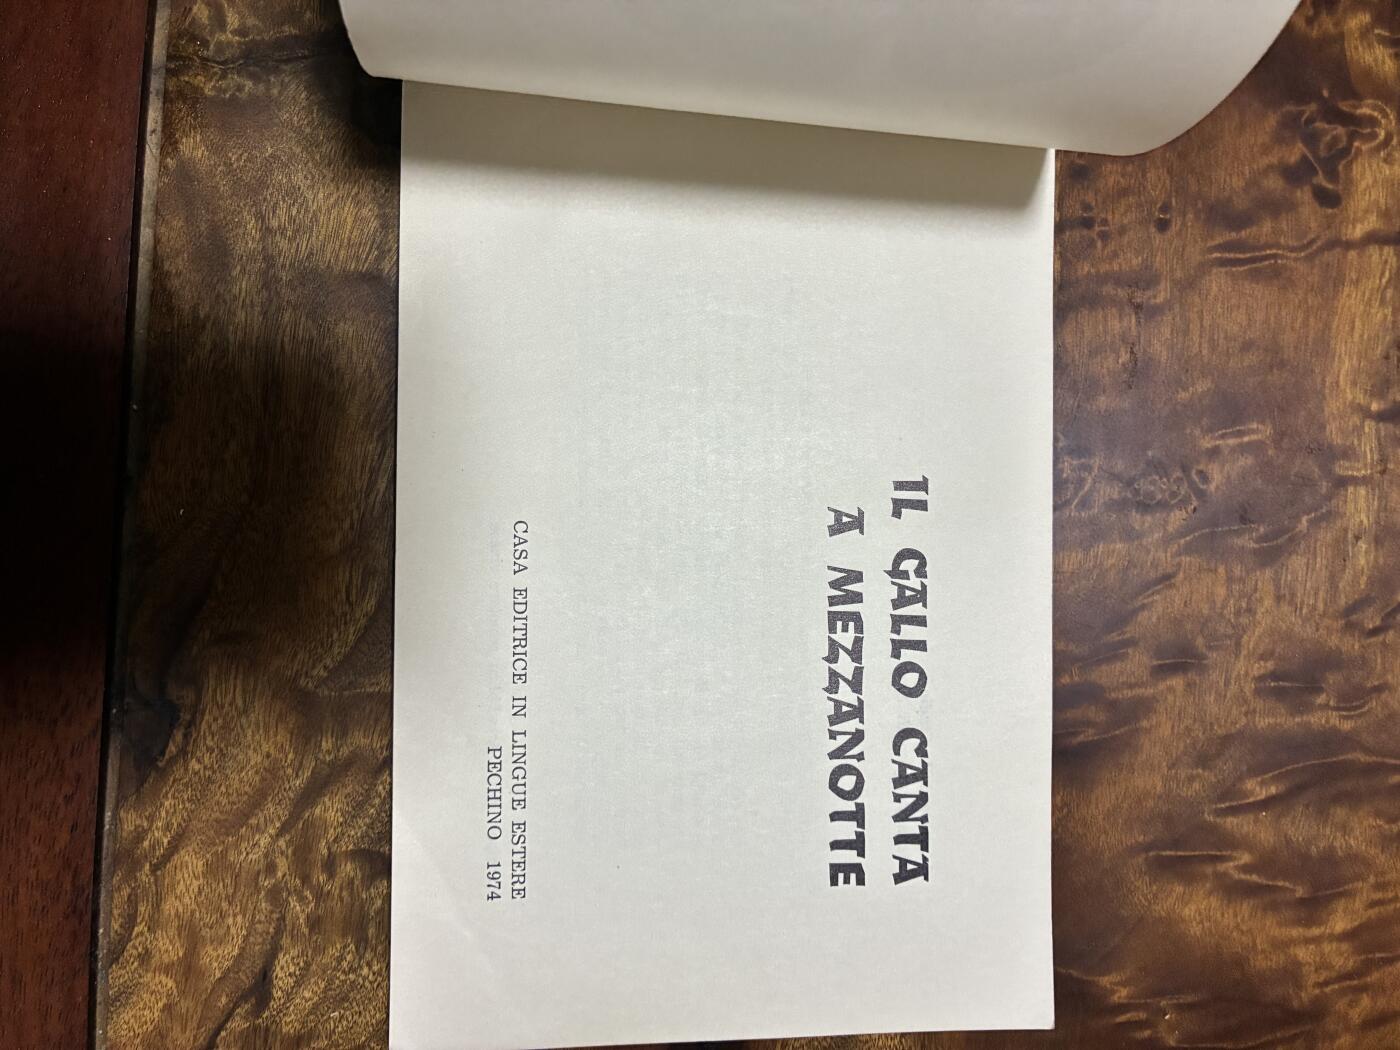 IL GALLO CANTA
A MEZZANOTTE
CASA EDITRICE IN LINGUE ESTERE
PECHINO 1974